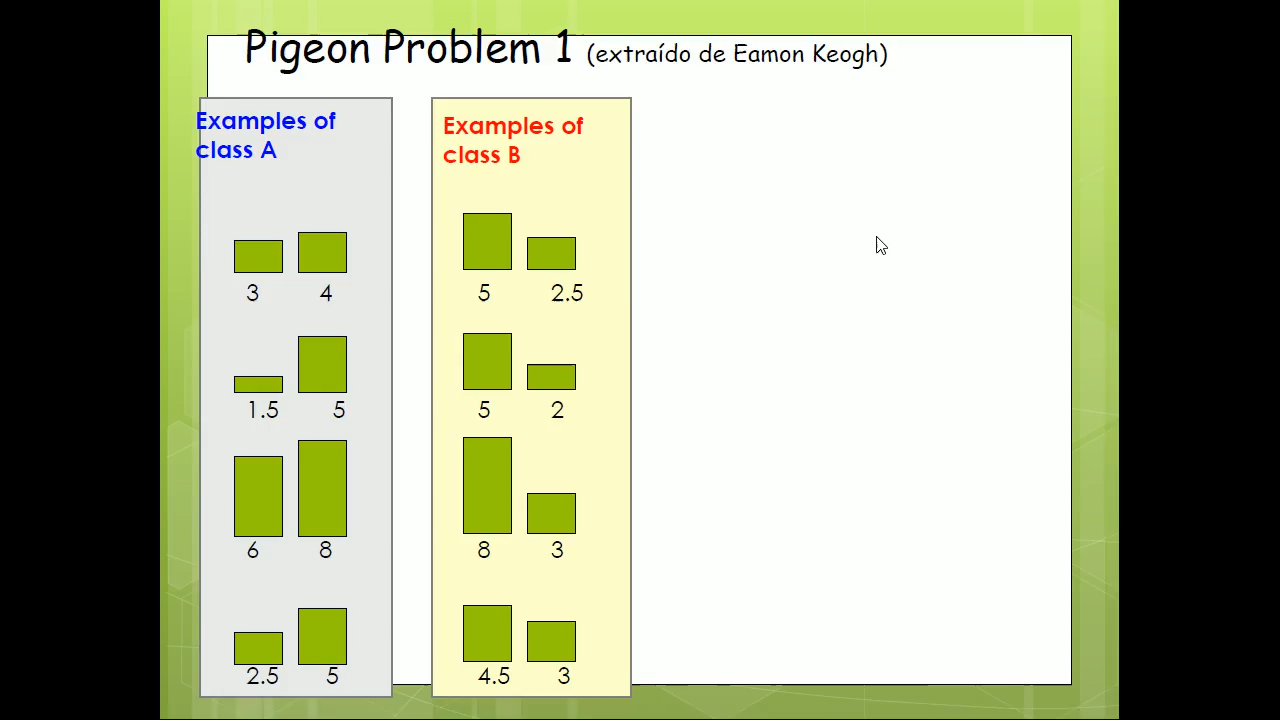 Pigeon Problem 1 (extraído de Eamon Keogh)
Examples of
class A
3 4
1.5 5
6 8
2.5 5
Examples of
class B
5 2.5
5 2
8 3
4.5 3